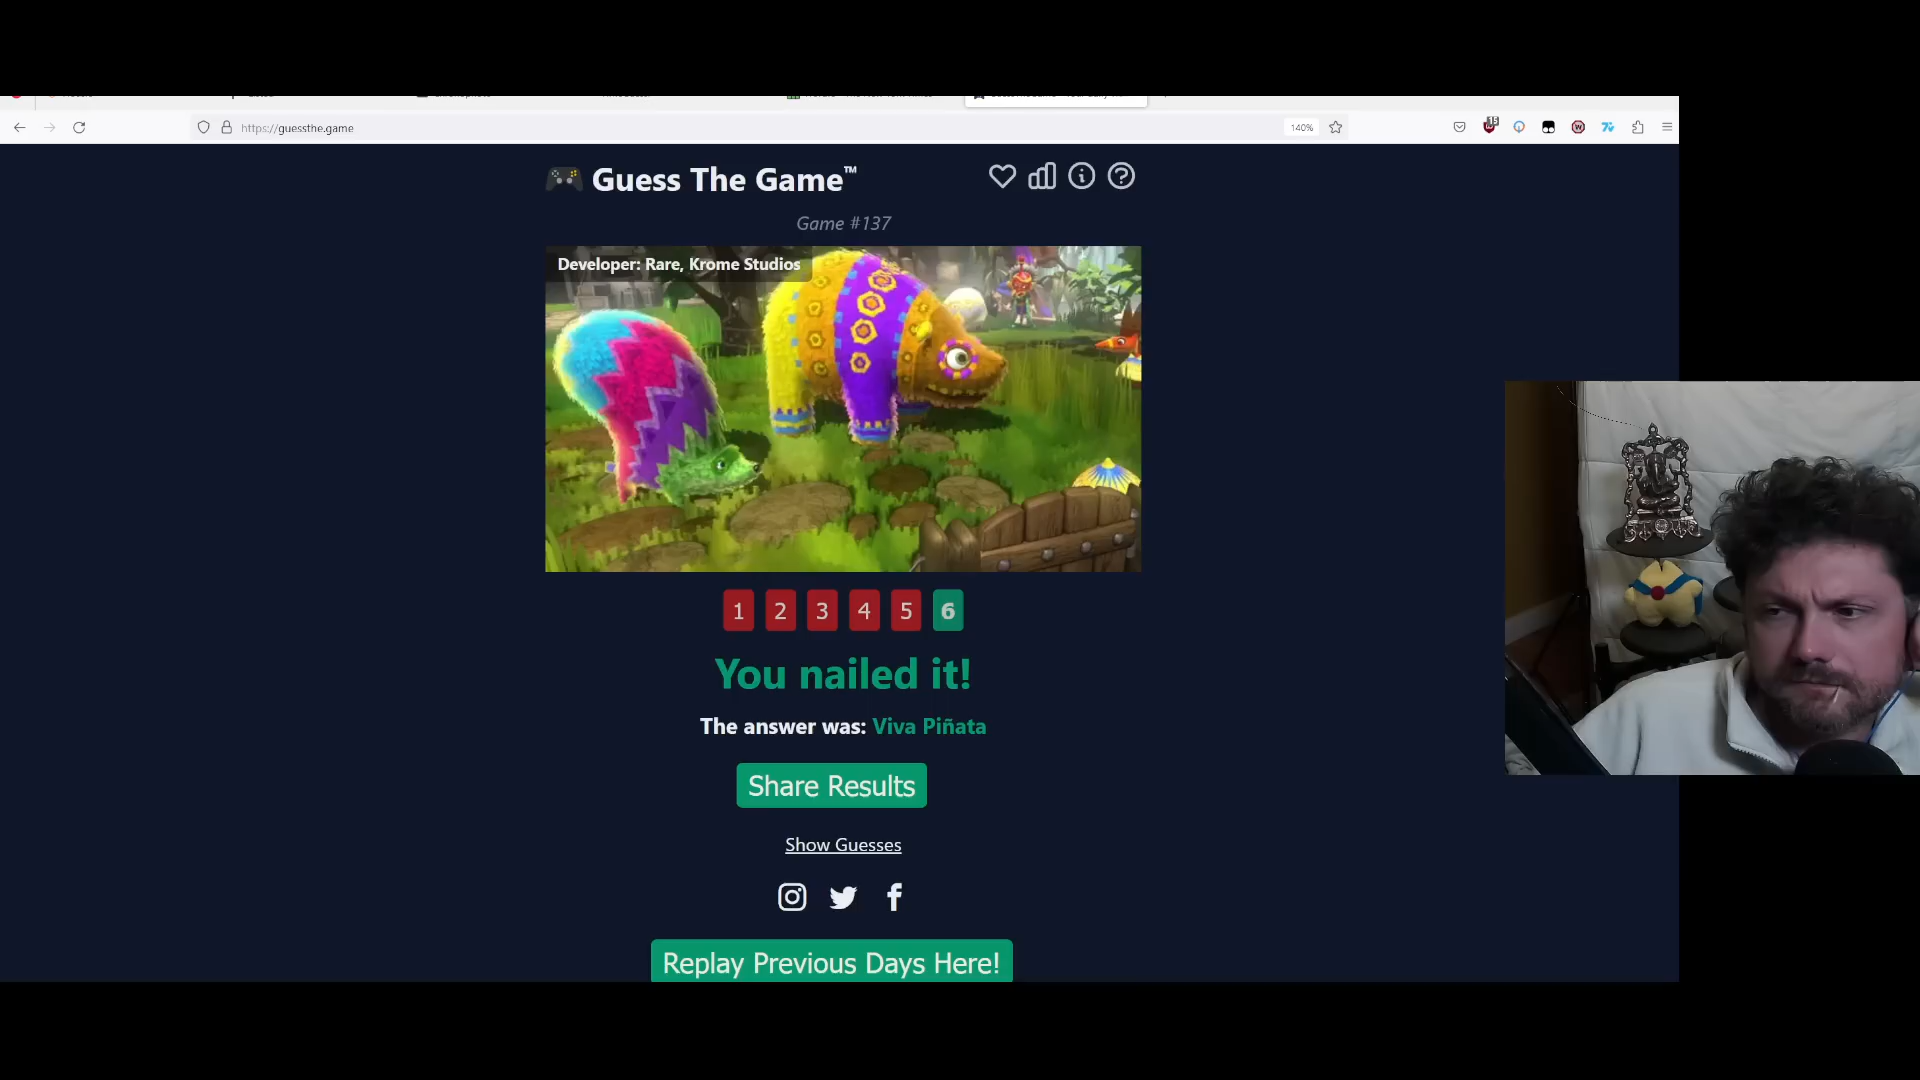 https://guessthe.game
140%
15
Guess The Game™
Game #137
Developer: Rare, Krome Studios
1 2 3 4 5 6
You nailed it!
The answer was: Viva Piñata
Share Results
Show Guesses
Replay Previous Days Here!